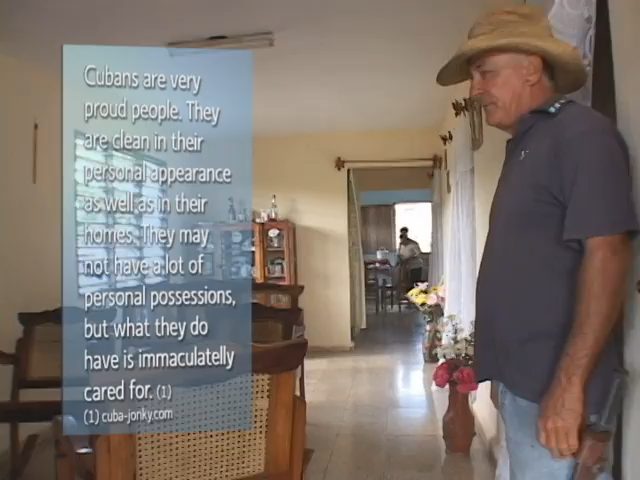 Cubans are very
proud people. They
are clean in their
personal appearance
as well as in their
homes. They may
not have a lot of
personal possessions,
but what they do
have is immaculatelly
cared for. (1)
(1) cuba-jonky.com